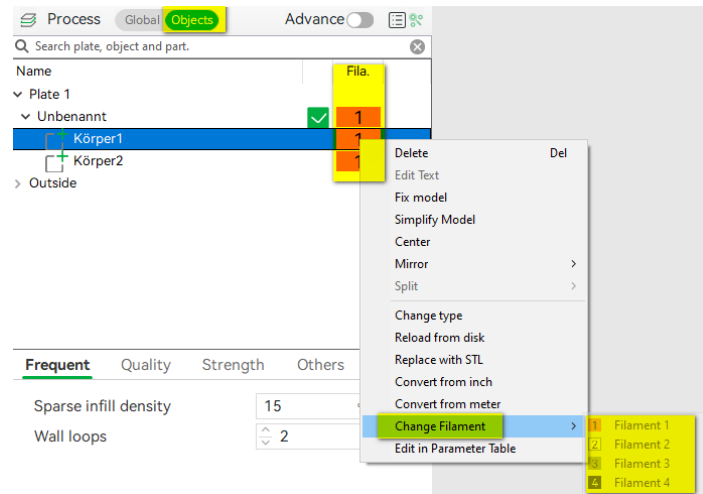 Process Global Objects Advance
Search plate, object and part.
Name Fila.
Plate 1
Unbenannt 1
Körper1 1
Körper2 1
Outside
Delete Del
Edit Text
Fix model
Simplify Model
Center
Mirror
Split
Change type
Reload from disk
Replace with STL
Convert from inch
Convert from meter
Change Filament
Edit in Parameter Table
1 Filament 1
2 Filament 2
3 Filament 3
4 Filament 4
Frequent Quality Strength Others
Sparse infill density 15
Wall loops 2